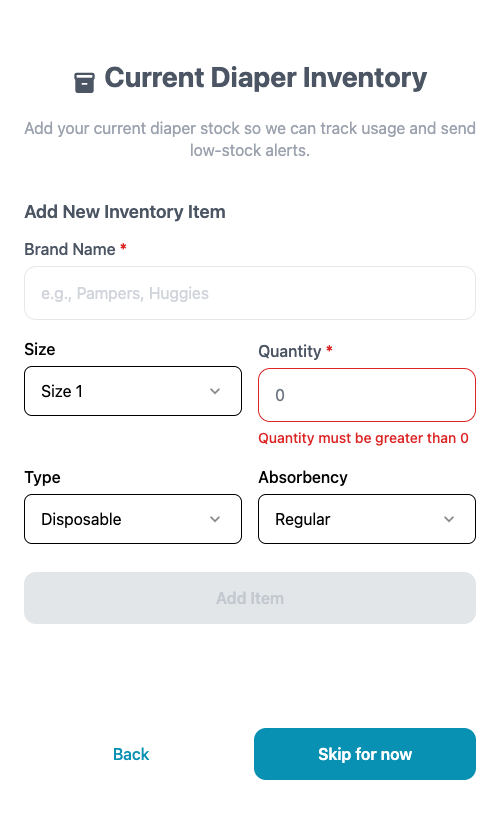 Current Diaper Inventory
Add your current diaper stock so we can track usage and send
low-stock alerts.
Add New Inventory Item
Brand Name *
e.g., Pampers, Huggies
Size
Quantity *
Size 1
0
Quantity must be greater than 0
Type
Absorbency
Disposable
Regular
Add Item
Back
Skip for now